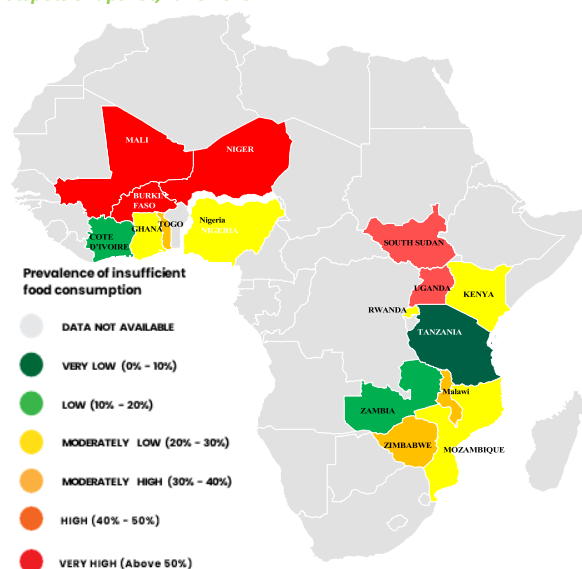 MALI
NIGER
BURKINA
FASO
TOGO
GHANA
Nigeria
NIGERIA
COTE
D'IVOIRE
SOUTH SUDAN
UGANDA
KENYA
RWANDA
TANZANIA
Malawi
ZAMBIA
ZIMBABWE
MOZAMBIQUE
Prevalence of insufficient
food consumption
DATA NOT AVAILABLE
VERY LOW (0% - 10%)
LOW (10% - 20%)
MODERATELY LOW (20% - 30%)
MODERATELY HIGH (30% - 40%)
HIGH (40% - 50%)
VERY HIGH (Above 50%)